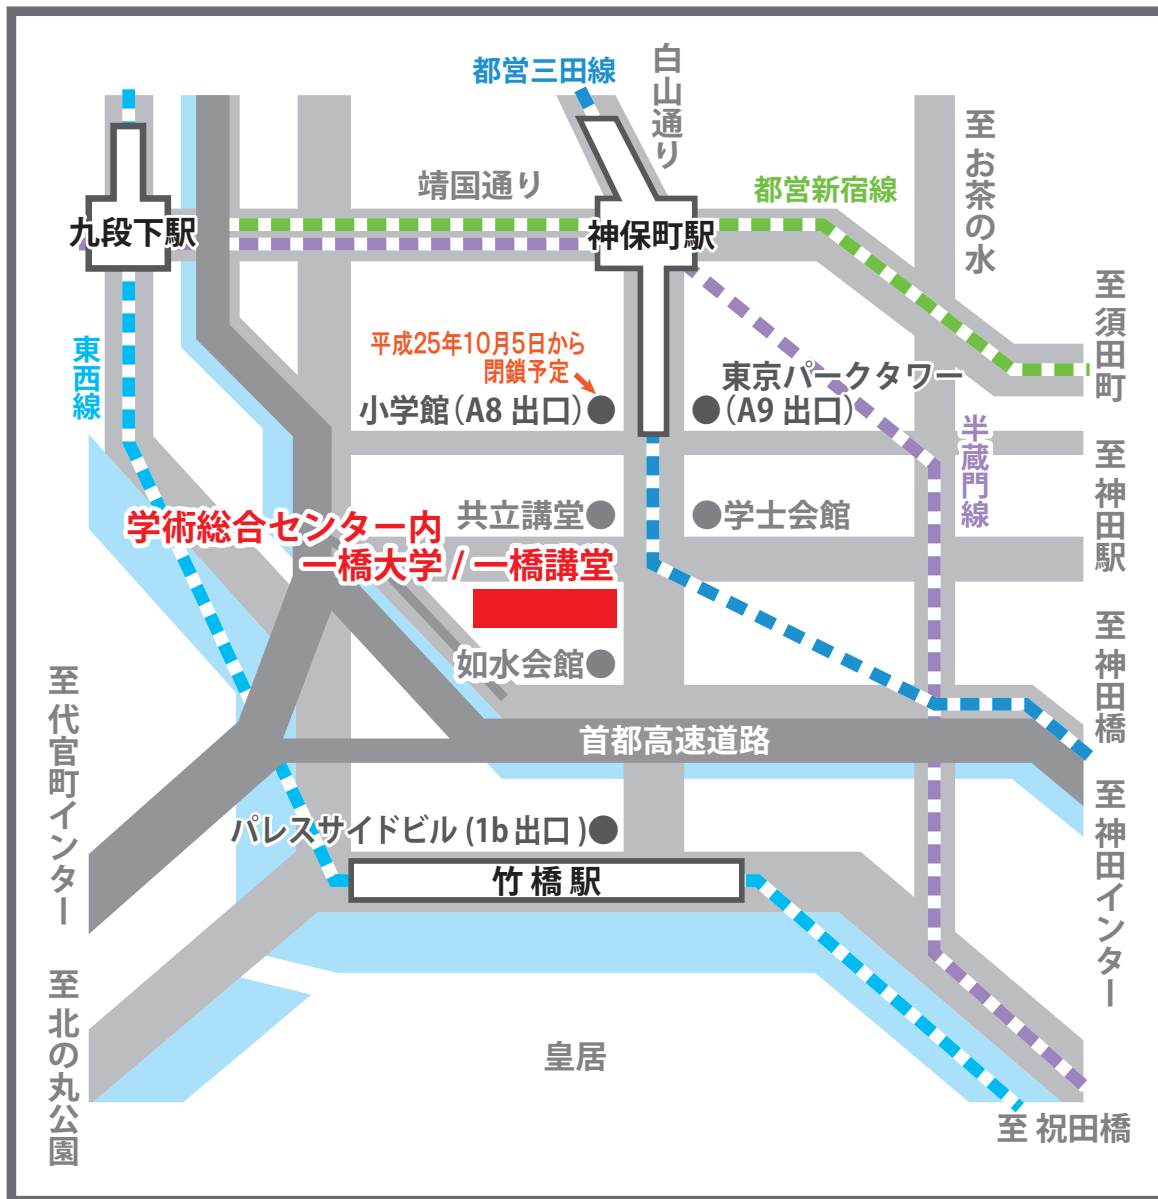 都営三田線
白山通り
至 お茶の水
靖国通り
都営新宿線
九段下駅
神保町駅
至 須田町
東西線
平成25年10月5日から
閉鎖予定
東京パークタワー
小学館(A8 出口)
(A9 出口)
半蔵門線
至 神田駅
共立講堂
学士会館
学術総合センター内
一橋大学 / 一橋講堂
如水会館
至 神田橋
至 代官町インター
首都高速道路
至 神田インター
パレスサイドビル (1b 出口 )
竹橋駅
至 北の丸公園
皇居
至 祝田橋